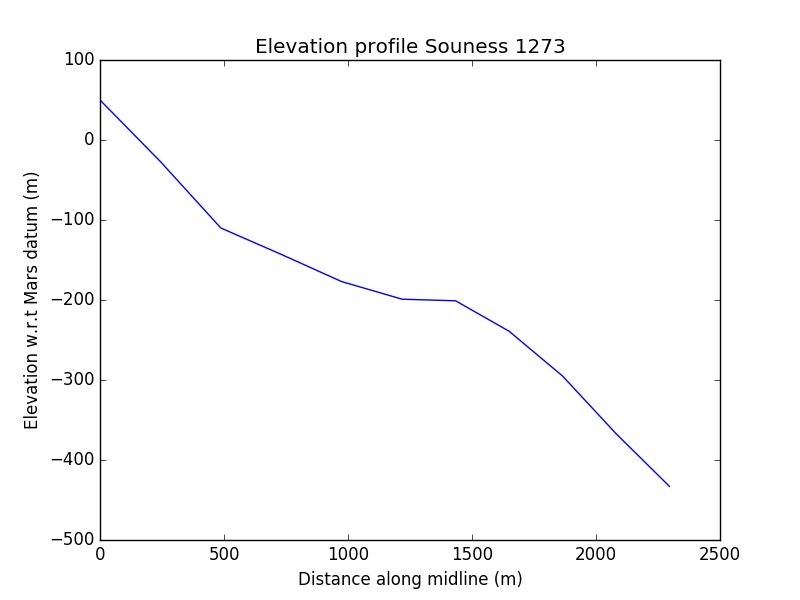 Elevation profile Souness 1273
100
0
−100
−200
−300
−400
−500
Elevation w.r.t Mars datum (m)
0 500 1000 1500 2000 2500
Distance along midline (m)